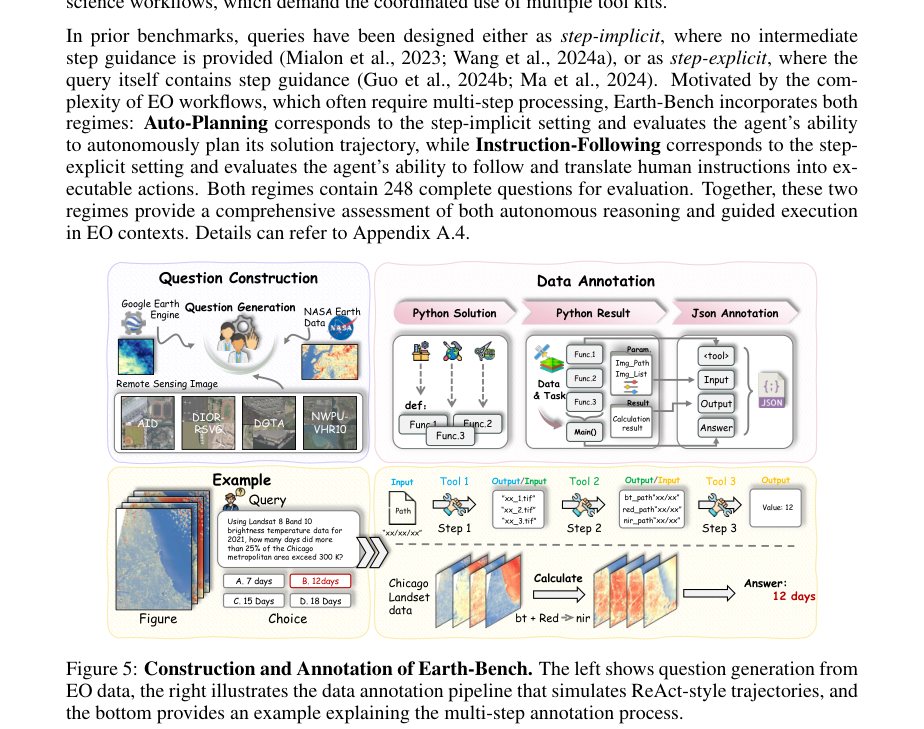 science workflows, which demand the coordinated use of multiple tool kits.
In prior benchmarks, queries have been designed either as step-implicit, where no intermediate
step guidance is provided (Mialon et al., 2023; Wang et al., 2024a), or as step-explicit, where the
query itself contains step guidance (Guo et al., 2024b; Ma et al., 2024). Motivated by the com-
plexity of EO workflows, which often require multi-step processing, Earth-Bench incorporates both
regimes: Auto-Planning corresponds to the step-implicit setting and evaluates the agent's ability
to autonomously plan its solution trajectory, while Instruction-Following corresponds to the step-
explicit setting and evaluates the agent's ability to follow and translate human instructions into ex-
ecutable actions. Both regimes contain 248 complete questions for evaluation. Together, these two
regimes provide a comprehensive assessment of both autonomous reasoning and guided execution
in EO contexts. Details can refer to Appendix A.4.
Question Construction
Google Earth
Engine
Question Generation
NASA Earth
Data
NASA
Remote Sensing Image
AID
DIOR-
RSVG
DOTA
NWPU-
VHR10
Data Annotation
Python Solution
Python Result
Json Annotation
def:
Func.1
Func.2
Func.3
Data
& Task
Func.1
Func.2
Func.3
Main()
Param.
Img_Path
Img_List
Result
Calculation
result
<tool>
Input
Output
Answer
{;}
JSON
Example
Query
Using Landsat 8 Band 10
brightness temperature data for
2021, how many days did more
than 25% of the Chicago
metropolitan area exceed 300 K?
A. 7 days
B. 12days
C. 15 Days
D. 18 Days
Figure
Choice
Input
Tool 1
Output/Input
Tool 2
Output/Input
Tool 3
Output
Path
"xx/xx/xx"
Step 1
"xx_1.tif"
"xx_2.tif"
"xx_3.tif"
Step 2
bt_path"xx/xx"
red_path"xx/xx"
nir_path"xx/xx"
Step 3
Value: 12
Chicago
Landset
data
Calculate
bt + Red nir
Answer:
12 days
Figure 5: Construction and Annotation of Earth-Bench. The left shows question generation from
EO data, the right illustrates the data annotation pipeline that simulates ReAct-style trajectories, and
the bottom provides an example explaining the multi-step annotation process.